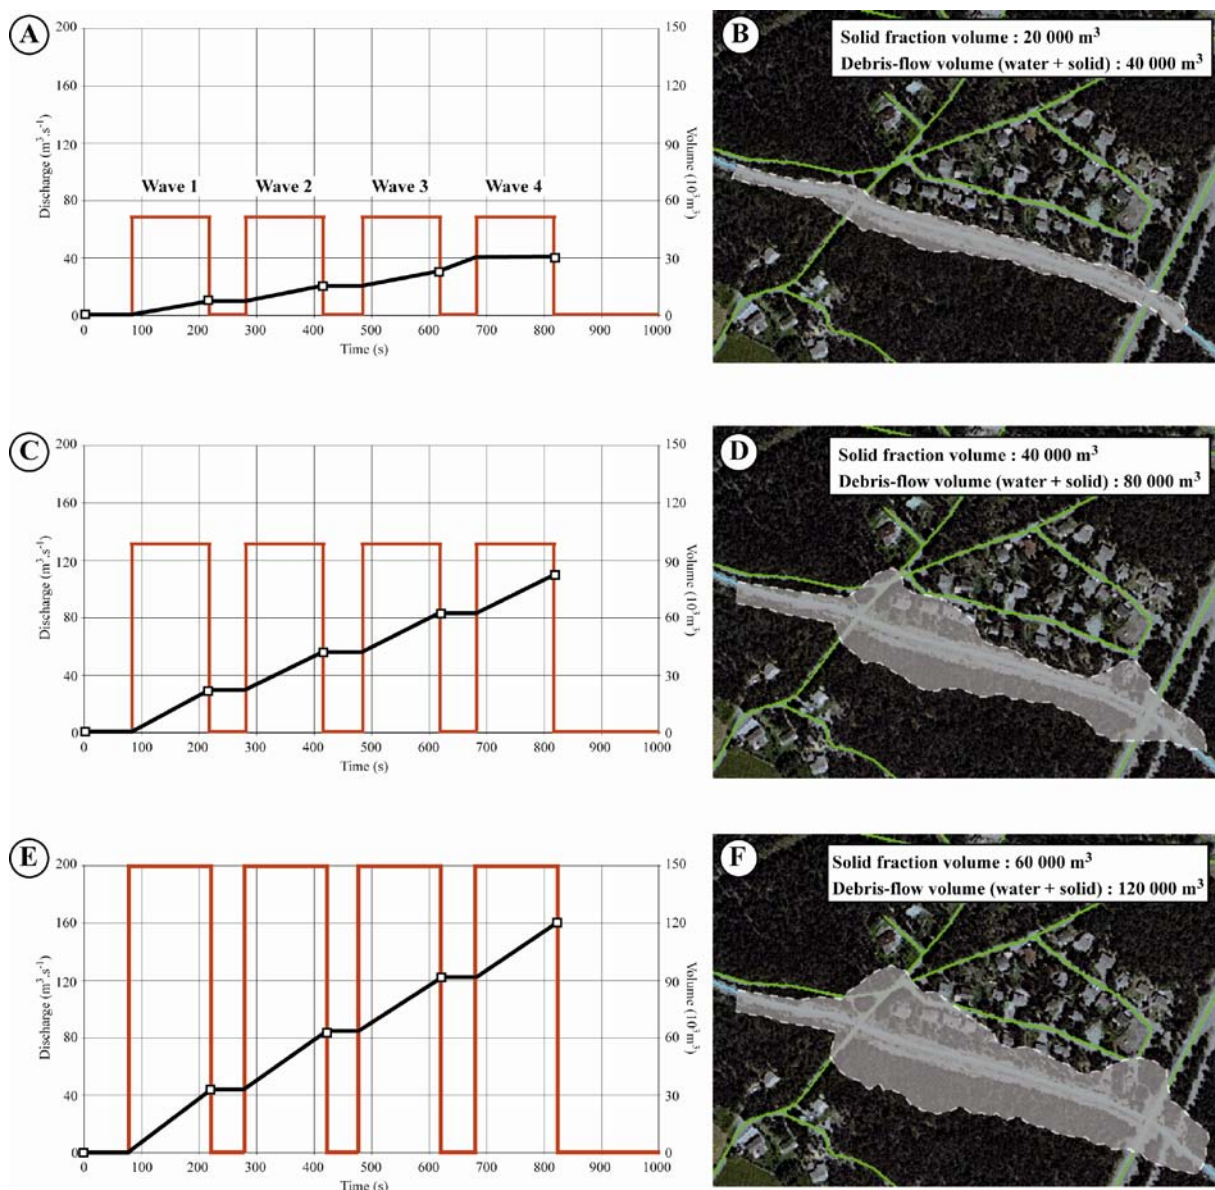 A
200
160
120
80
40
0
Discharge (m³.s⁻¹)
150
120
90
60
30
0
Volume (10³m³)
Wave 1 Wave 2 Wave 3 Wave 4
0 100 200 300 400 500 600 700 800 900 1000
Time (s)
B
Solid fraction volume : 20 000 m³
Debris-flow volume (water + solid) : 40 000 m³
C
200
160
120
80
40
0
Discharge (m³.s⁻¹)
150
120
90
60
30
0
Volume (10³m³)
0 100 200 300 400 500 600 700 800 900 1000
Time (s)
D
Solid fraction volume : 40 000 m³
Debris-flow volume (water + solid) : 80 000 m³
E
200
160
120
80
40
0
Discharge (m³.s⁻¹)
150
120
90
60
30
0
Volume (10³m³)
0 100 200 300 400 500 600 700 800 900 1000
Time (s)
F
Solid fraction volume : 60 000 m³
Debris-flow volume (water + solid) : 120 000 m³